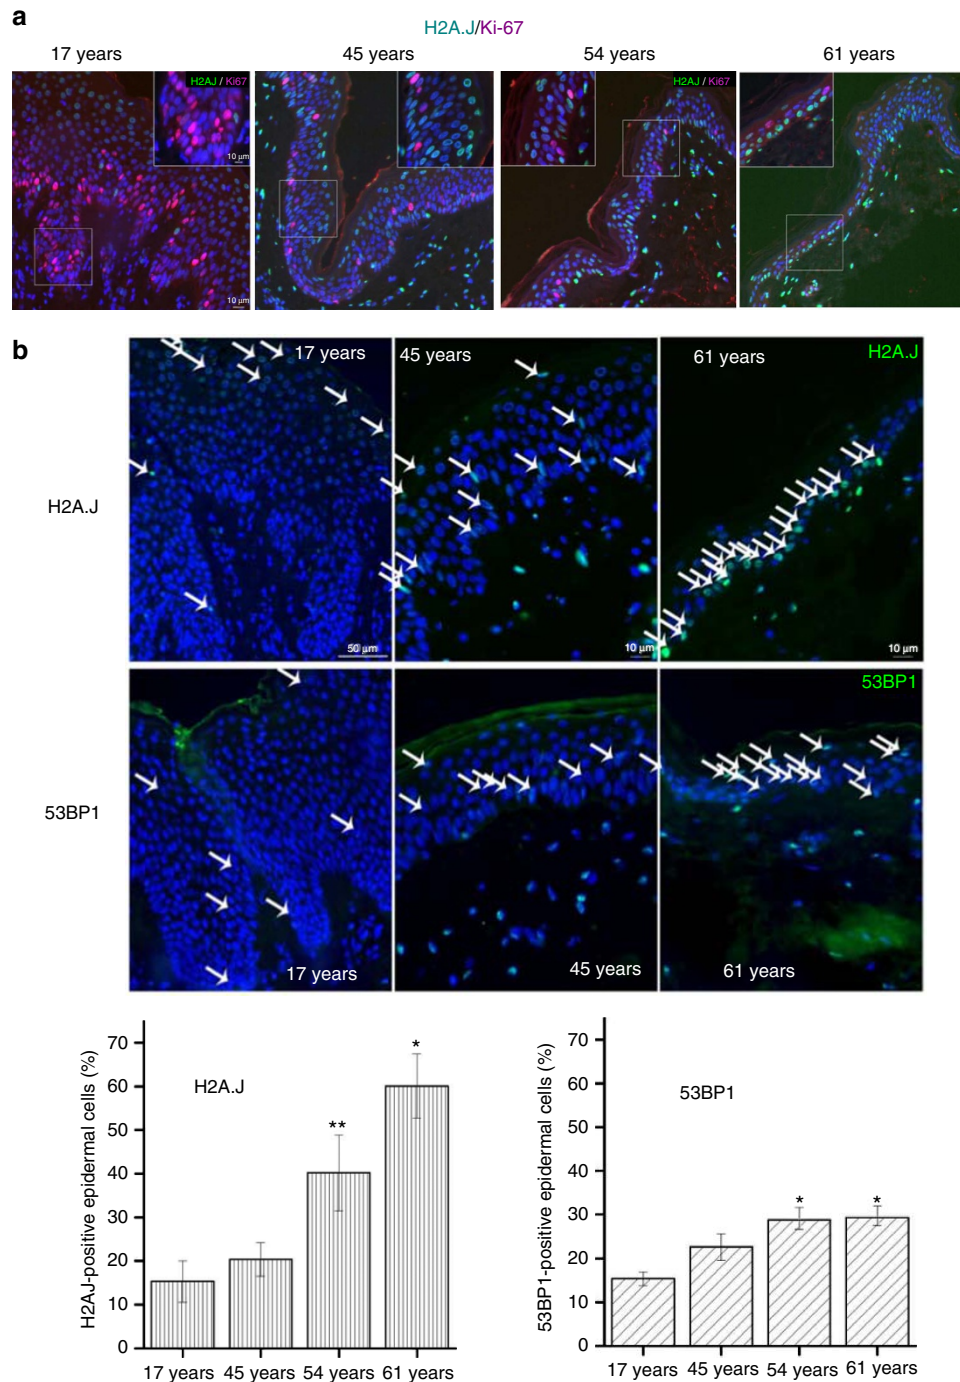 a
H2A.J/Ki-67
17 years
45 years
54 years
61 years
H2AJ / Ki67
10 µm
10 µm
H2AJ / Ki67
H2AJ / Ki67
H2AJ / Ki67
b
H2A.J
17 years
50 µm
45 years
10 µm
61 years
H2A.J
10 µm
53BP1
17 years
45 years
53BP1
61 years
H2AJ-positive epidermal cells (%)
70
60
50
40
30
20
10
0
H2A.J
**
*
17 years
45 years
54 years
61 years
53BP1-positive epidermal cells (%)
70
60
50
40
30
20
10
0
53BP1
*
*
17 years
45 years
54 years
61 years